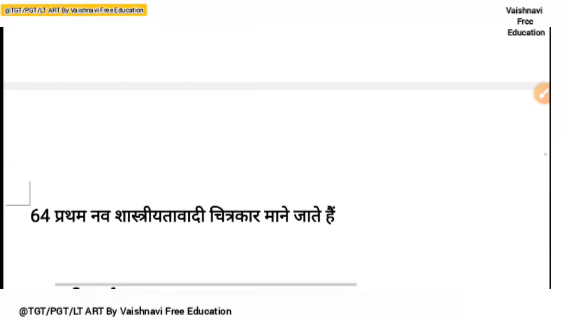 @TGT/PGT/LT ART By Vaishnavi Free Education
Vaishnavi
Free
Education
64 प्रथम नव शास्त्रीयतावादी चित्रकार माने जाते हैं
@TGT/PGT/LT ART By Vaishnavi Free Education